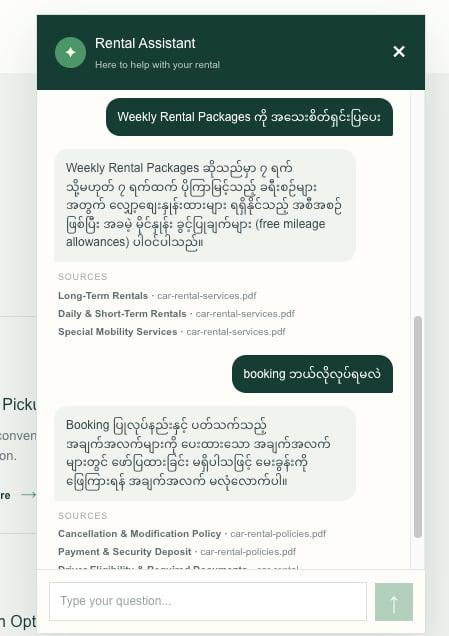 Rental Assistant
Here to help with your rental
Weekly Rental Packages ကို အသေးစိတ်ရှင်းပြပေး
Weekly Rental Packages ဆိုသည်မှာ ၇ ရက်
သို့မဟုတ် ၇ ရက်ထက် ပိုကြာမြင့်သည့် ခရီးစဉ်များ
အတွက် လျှော့ဈေးနှုန်းထားများ ရရှိနိုင်သည့် အစီအစဉ်
ဖြစ်ပြီး အခမဲ့ မိုင်နှုန်း ခွင့်ပြုချက်များ (free mileage
allowances) ပါဝင်ပါသည်။
SOURCES
Long-Term Rentals · car-rental-services.pdf
Daily & Short-Term Rentals · car-rental-services.pdf
Special Mobility Services · car-rental-services.pdf
booking ဘယ်လိုလုပ်ရမလဲ
Booking ပြုလုပ်နည်းနှင့် ပတ်သက်သည့်
အချက်အလက်များကို ပေးထားသော အချက်အလက်
များတွင် ဖော်ပြထားခြင်း မရှိပါသဖြင့် မေးခွန်းကို
ဖြေကြားရန် အချက်အလက် မလုံလောက်ပါ။
SOURCES
Cancellation & Modification Policy · car-rental-policies.pdf
Payment & Security Deposit · car-rental-policies.pdf
Driver Eligibility & Required Documents · car-rental-
Type your question...
Picku
conven
on.
re
n Opt